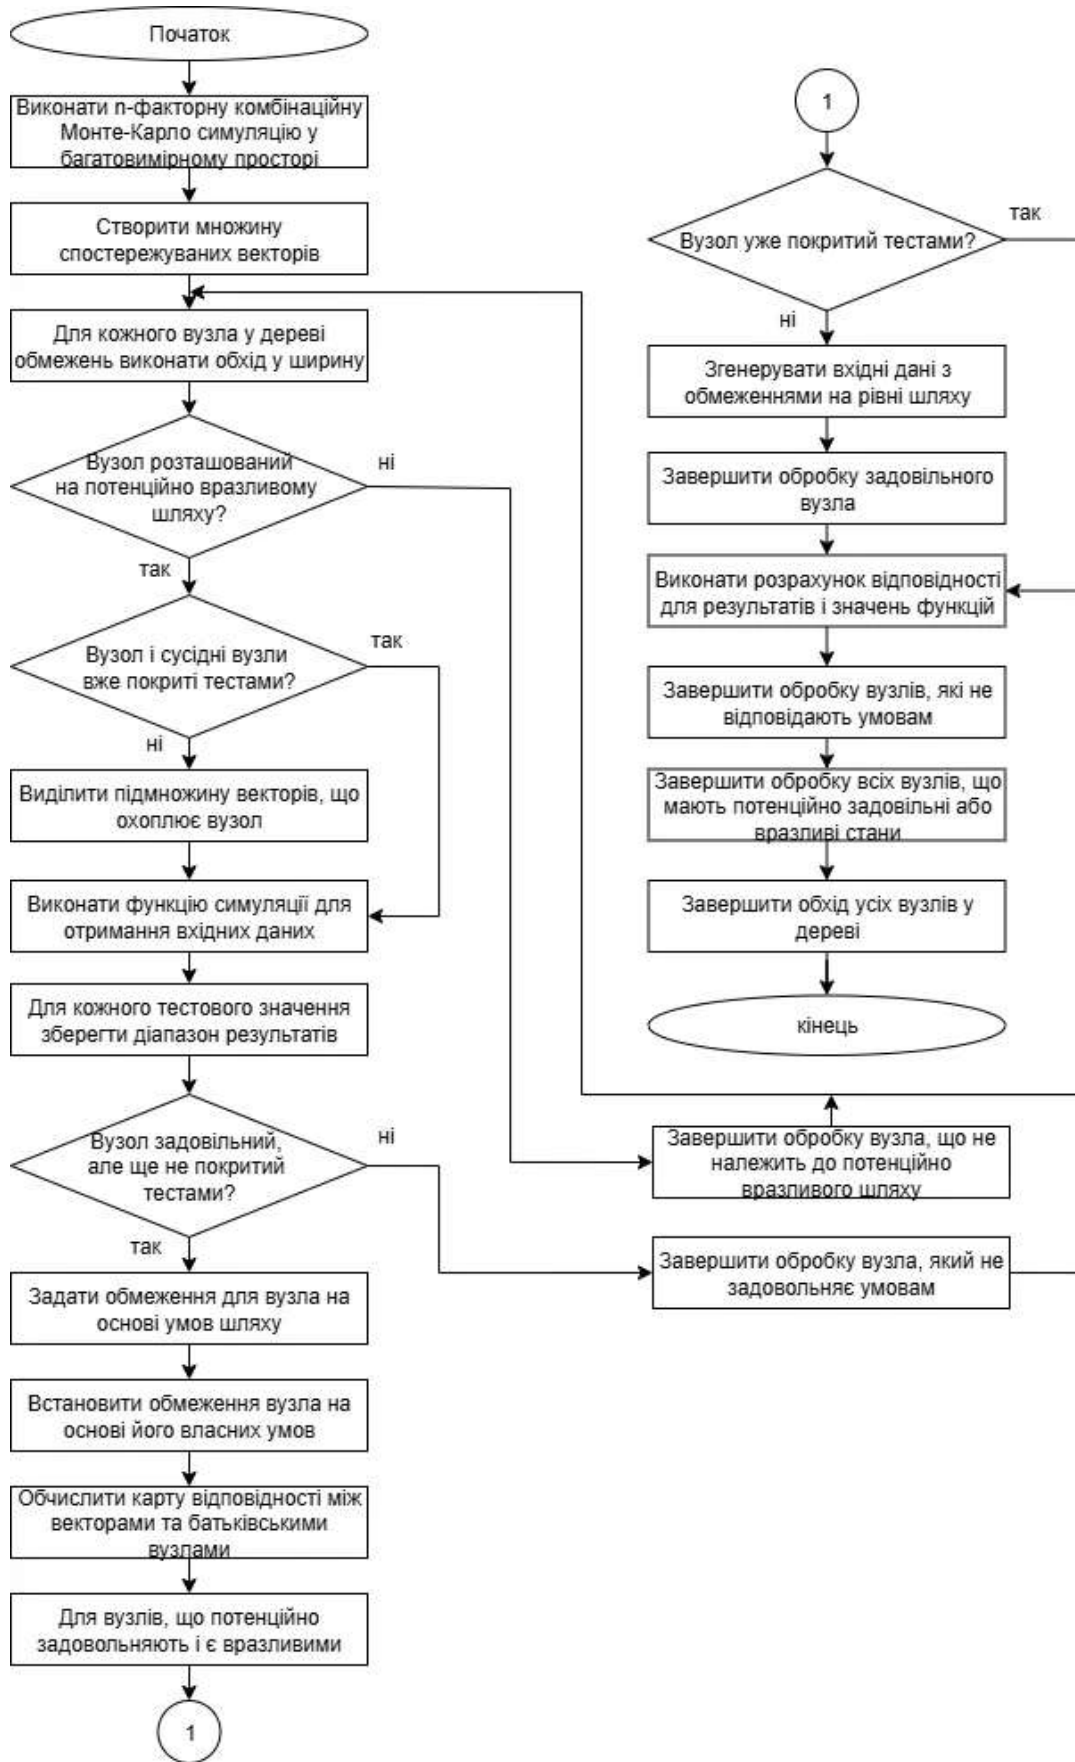 Початок
Виконати n-факторну комбінаційну
Монте-Карло симуляцію у
багатовимірному просторі
Створити множину
спостережуваних векторів
Для кожного вузла у дереві
обмежень виконати обхід у ширину
Вузол розташований
на потенційно вразливому
шляху?
ні
так
Вузол і сусідні вузли
вже покриті тестами?
так
ні
Виділити підмножину векторів, що
охоплює вузол
Виконати функцію симуляції для
отримання вхідних даних
Для кожного тестового значення
зберегти діапазон результатів
Вузол задовільний,
але ще не покритий
тестами?
ні
так
Задати обмеження для вузла на
основі умов шляху
Встановити обмеження вузла на
основі його власних умов
Обчислити карту відповідності між
векторами та батьківськими
вузлами
Для вузлів, що потенційно
задовольняють і є вразливими
1
1
Вузол уже покритий тестами?
так
ні
Згенерувати вхідні дані з
обмеженнями на рівні шляху
Завершити обробку задовільного
вузла
Виконати розрахунок відповідності
для результатів і значень функцій
Завершити обробку вузлів, які не
відповідають умовам
Завершити обробку всіх вузлів, що
мають потенційно задовільні або
вразливі стани
Завершити обхід усіх вузлів у
дереві
кінець
Завершити обробку вузла, що не
належить до потенційно
вразливого шляху
Завершити обробку вузла, який не
задовольняє умовам